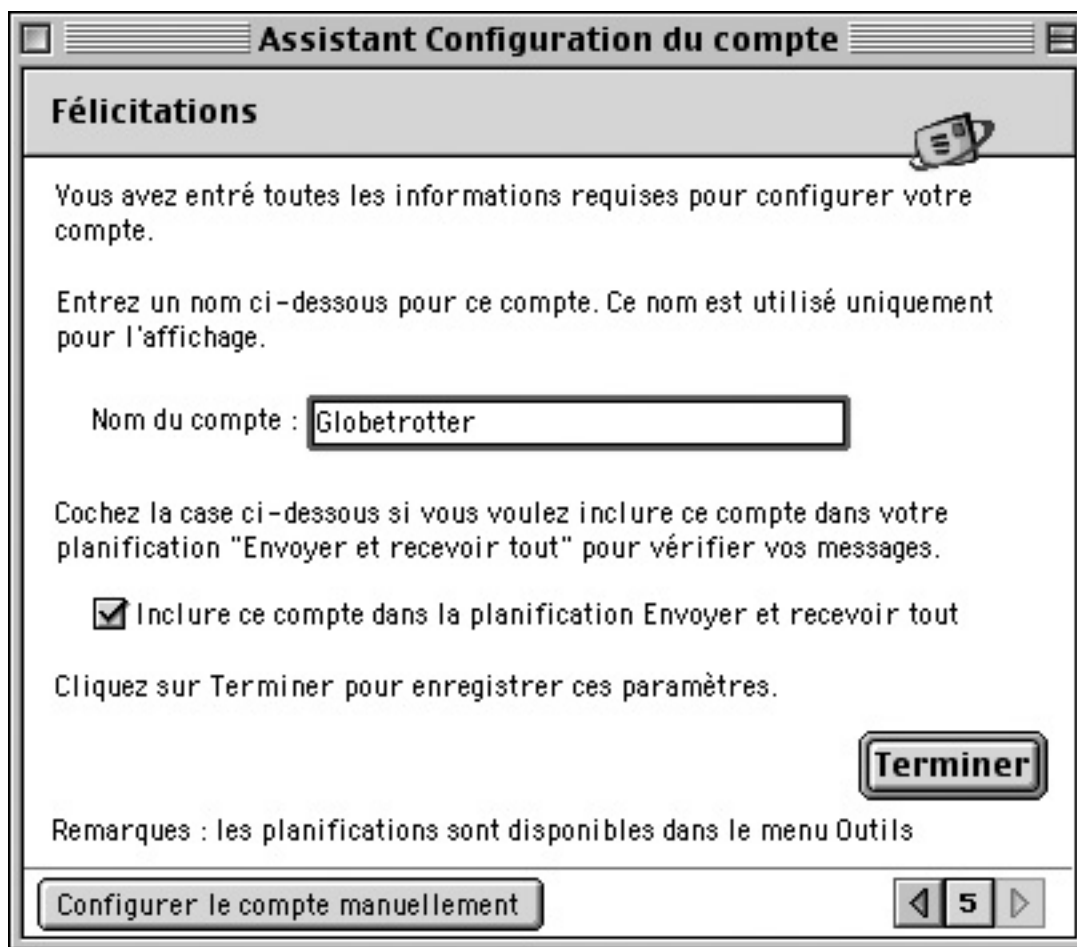 Assistant Configuration du compte
Félicitations
Vous avez entré toutes les informations requises pour configurer votre
compte.
Entrez un nom ci-dessous pour ce compte. Ce nom est utilisé uniquement
pour l'affichage.
Nom du compte : Globetrotter
Cochez la case ci-dessous si vous voulez inclure ce compte dans votre
planification "Envoyer et recevoir tout" pour vérifier vos messages.
Inclure ce compte dans la planification Envoyer et recevoir tout
Cliquez sur Terminer pour enregistrer ces paramètres.
Terminer
Remarques : les planifications sont disponibles dans le menu Outils
Configurer le compte manuellement 5